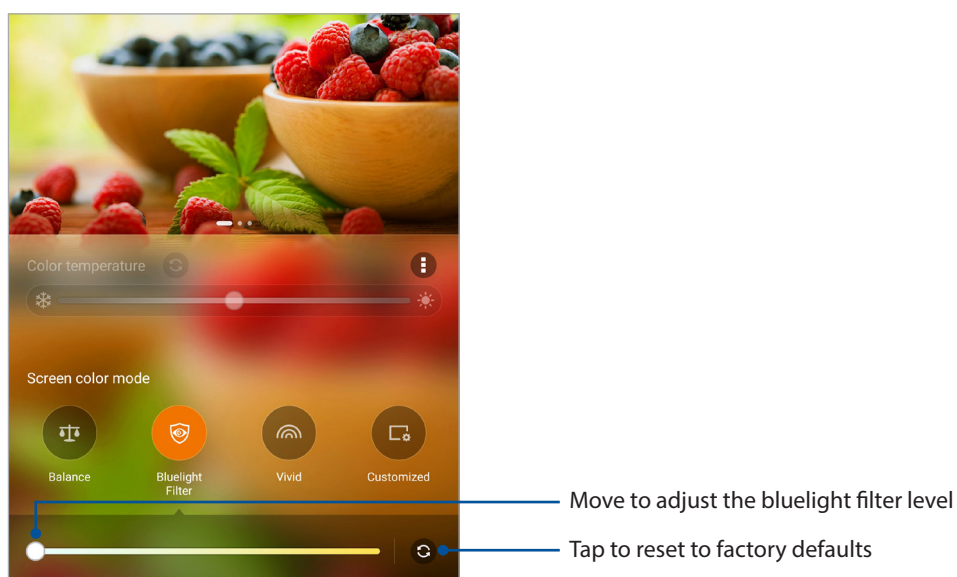 Color temperature
Screen color mode
Balance
Bluelight
Filter
Vivid
Customized
Move to adjust the bluelight filter level
Tap to reset to factory defaults